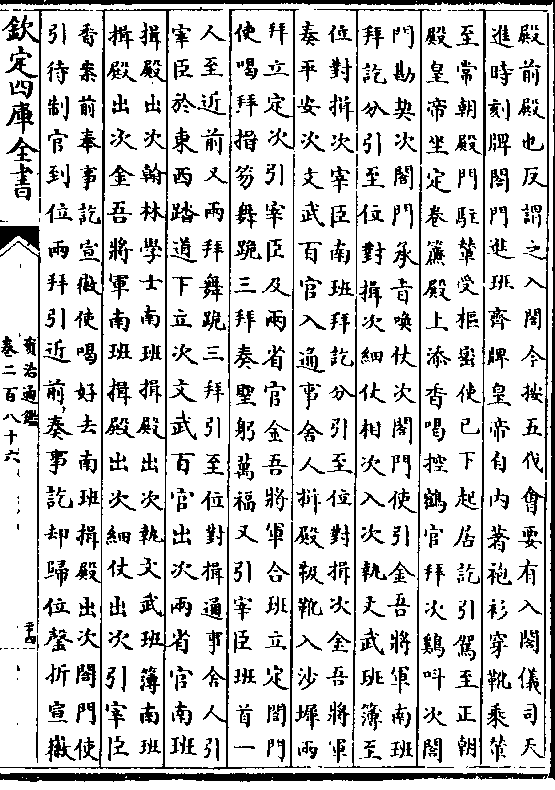 殿前殿也反謂之入閤今按五代會要有入閤儀司天
進時刻牌閤門進班齊牌皇帝自內著袍衫穿靴乘輦
至常朝殿門駐輦受樞密使已下起居訖引駕至正朝
殿皇帝坐定卷簾殿上添香喝控鶴官拜次雞呌次閤
門勘契次閤門承旨喚仗次閤門使引金吾將軍南班
拜訖分引至位對揖次細仗相次入次執文武班簿至
位對揖次宰臣南班拜訖分引至位對揖次金吾將軍
奏平安次文武百官入通事舍人揖殿靸靴入沙墀兩
拜立定次引宰臣及兩省官金吾將軍合班立定閤門
使喝拜搢笏舞跪三拜奏聖躬萬福又引宰臣班首一
人至近前又兩拜舞跪三拜引至位對揖通事舍人引
宰臣於東西踏道下立次文武百官出次兩省官南班
揖殿出次翰林學士南班揖殿出次執文武班簿南班
揖殿出次金吾將軍南班揖殿出次細仗出次引宰臣
香案前奉事訖宣徽使喝好去南班揖殿出次閤門使
引待制官到位兩拜引近前奏事訖却歸位罄折宣徽
欽定四庫全書
資治通鑑
卷二百八十六